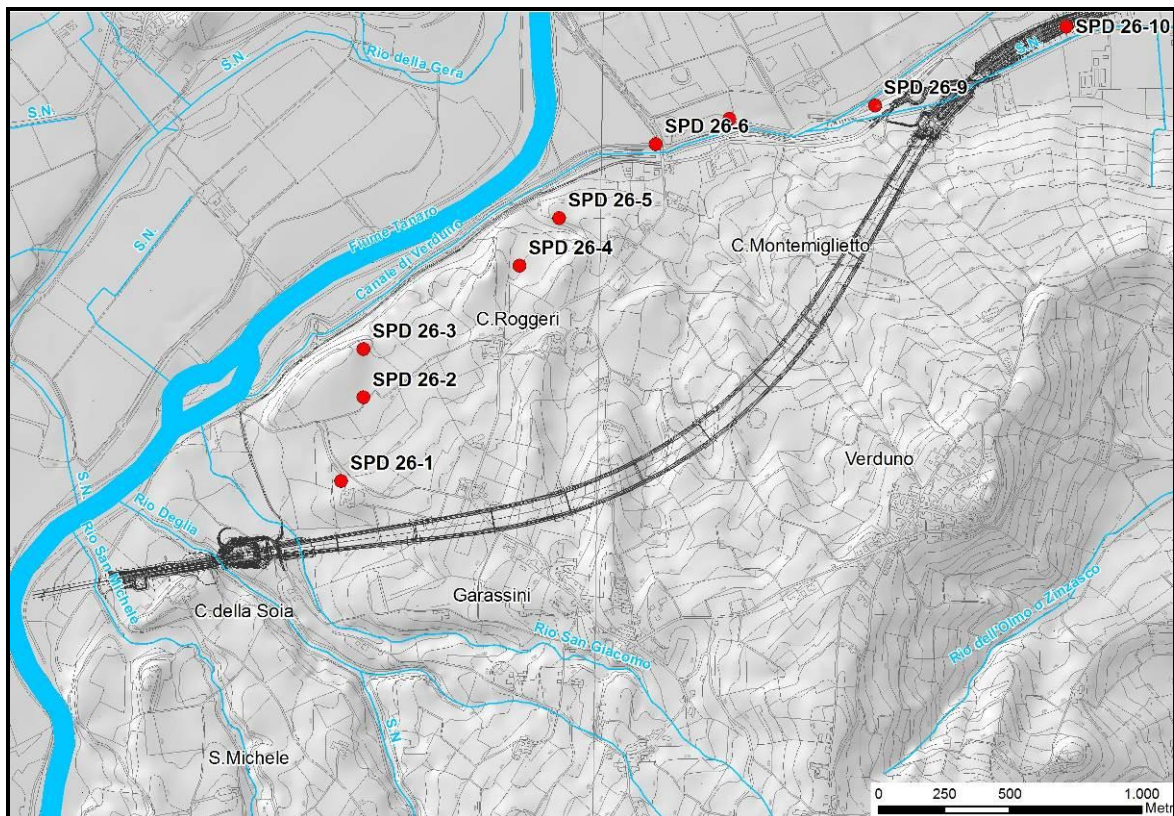 SPD 26-10
S.N
Rio della Gera
S.N.
SPD 26-9
S.N.
SPD 26-6
S.N.
SPD 26-5
Fiume Tanaro
Canale di Verduno
C.Montemiglietto
SPD 26-4
C.Roggeri
SPD 26-3
SPD 26-2
Verduno
SPD 26-1
S.N.
Rio Deglia
Rio San Michele
C.della Soia
Garassini
Rio San Giacomo
Rio dell'Olmo o Zinzasco
S.N
S.Michele
0 250 500 1.000
Metri